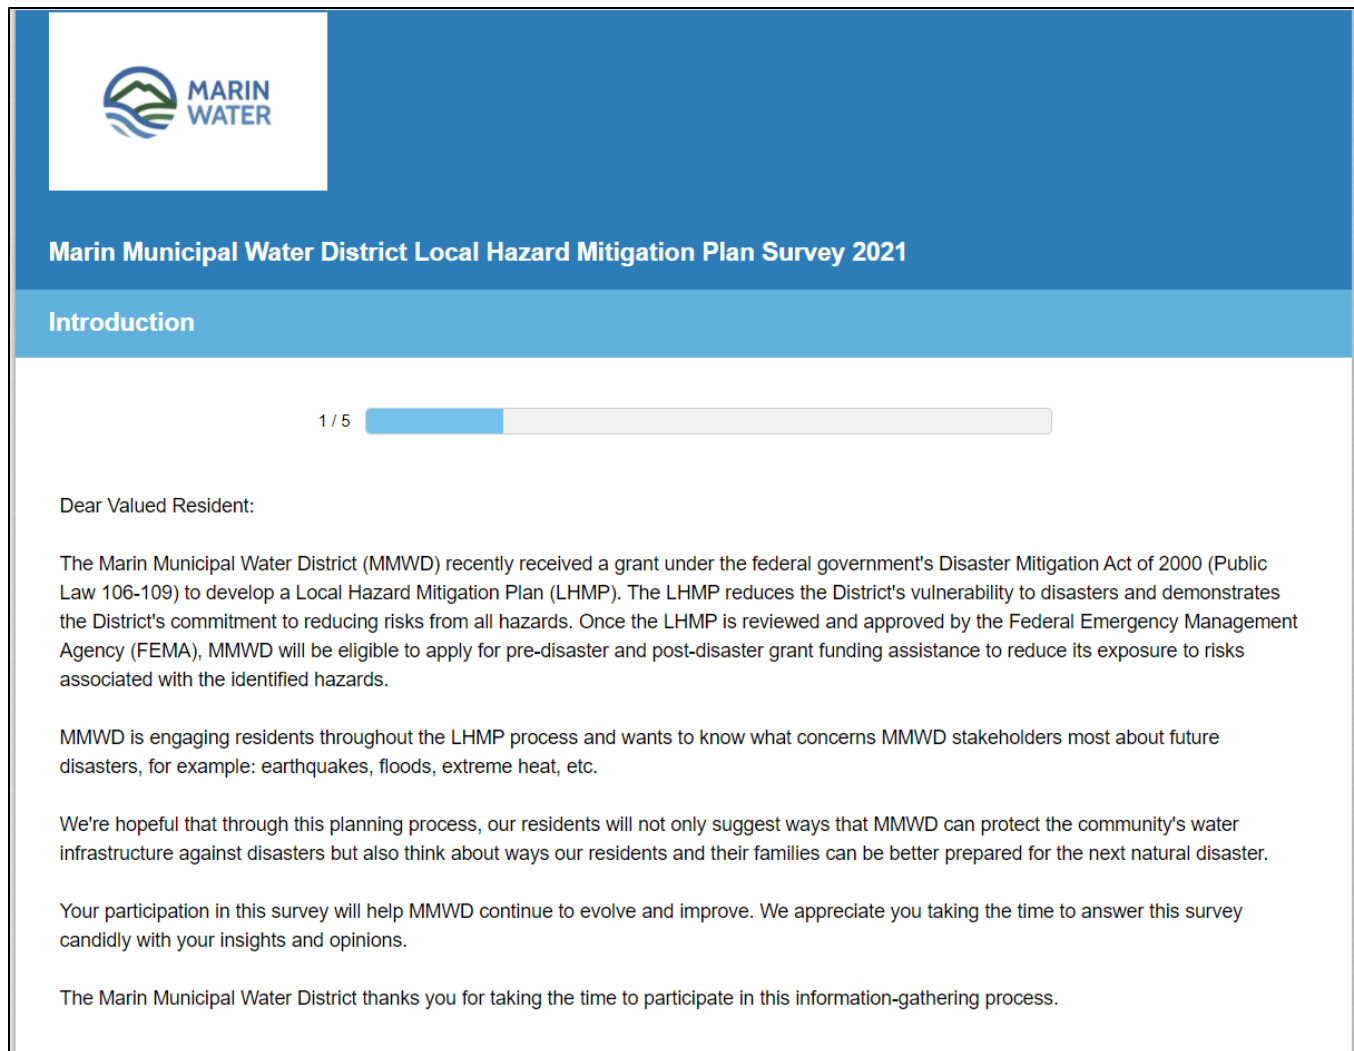 MARIN
WATER
Marin Municipal Water District Local Hazard Mitigation Plan Survey 2021
Introduction
1 / 5
Dear Valued Resident:
The Marin Municipal Water District (MMWD) recently received a grant under the federal government's Disaster Mitigation Act of 2000 (Public
Law 106-109) to develop a Local Hazard Mitigation Plan (LHMP). The LHMP reduces the District's vulnerability to disasters and demonstrates
the District's commitment to reducing risks from all hazards. Once the LHMP is reviewed and approved by the Federal Emergency Management
Agency (FEMA), MMWD will be eligible to apply for pre-disaster and post-disaster grant funding assistance to reduce its exposure to risks
associated with the identified hazards.
MMWD is engaging residents throughout the LHMP process and wants to know what concerns MMWD stakeholders most about future
disasters, for example: earthquakes, floods, extreme heat, etc.
We're hopeful that through this planning process, our residents will not only suggest ways that MMWD can protect the community's water
infrastructure against disasters but also think about ways our residents and their families can be better prepared for the next natural disaster.
Your participation in this survey will help MMWD continue to evolve and improve. We appreciate you taking the time to answer this survey
candidly with your insights and opinions.
The Marin Municipal Water District thanks you for taking the time to participate in this information-gathering process.